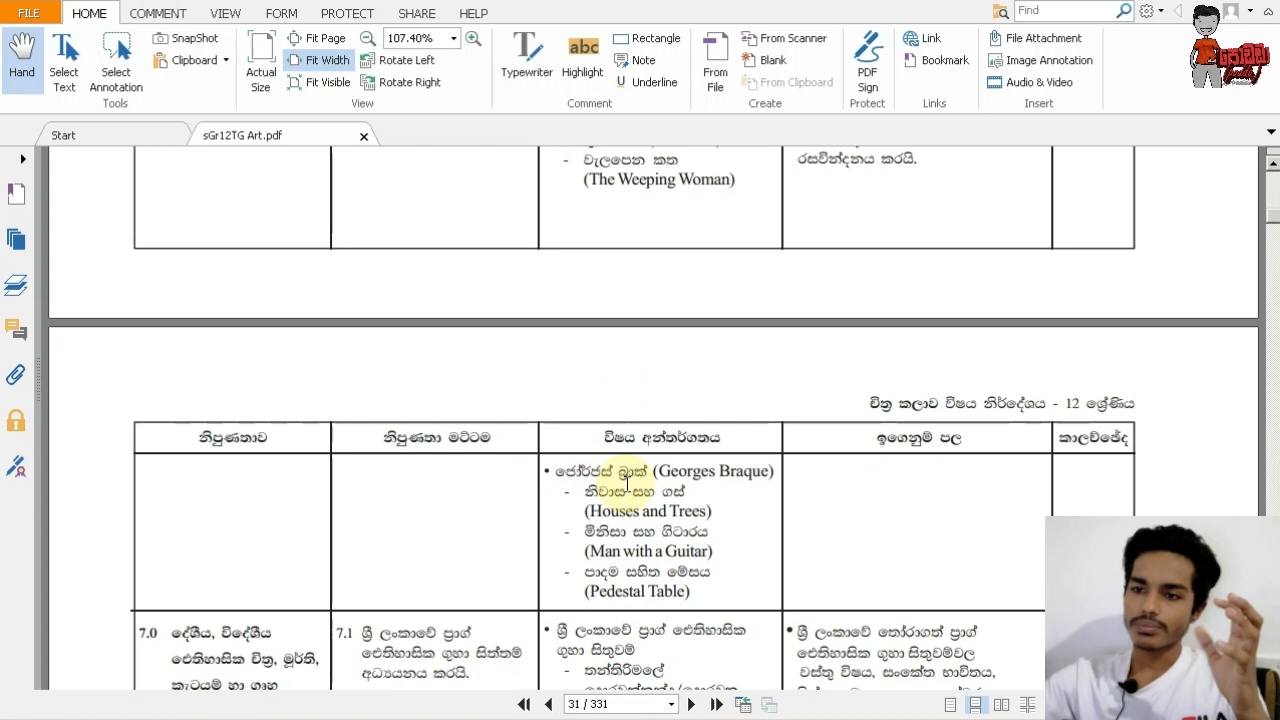 FILE HOME COMMENT VIEW FORM PROTECT SHARE HELP Find
Hand
Select Text
Select Annotation
SnapShot
Clipboard
Tools
Actual Size
Fit Page
Fit Width
Fit Visible
107.40%
Rotate Left
Rotate Right
View
Typewriter
Highlight
Rectangle
Note
Underline
Comment
From File
From Scanner
Blank
From Clipboard
Create
PDF Sign
Protect
Link
Bookmark
Links
File Attachment
Image Annotation
Audio & Video
Insert
Start sGr12TG Art.pdf
- වැලපෙන කත
(The Weeping Woman)
රසවින්දනය කරයි.
චිත්‍ර කලාව විෂය නිර්දේශය - 12 ශ්‍රේණිය
නිපුණතාව නිපුණතා මට්ටම විෂය අන්තර්ගතය ඉගෙනුම් පල කාලච්ඡේද
• ජෝර්ජස් බ්‍රාක් (Georges Braque)
- නිවාස සහ ගස්
(Houses and Trees)
- මිනිසා සහ ගිටාරය
(Man with a Guitar)
- පාදම සහිත මේසය
(Pedestal Table)
7.0 දේශීය, විදේශීය
ඓතිහාසික චිත්‍ර, මූර්ති,
කැටයම් හා ගෘහ
7.1 ශ්‍රී ලංකාවේ ප්‍රාග්
ඓතිහාසික ගුහා සිත්තම්
අධ්‍යයනය කරයි.
• ශ්‍රී ලංකාවේ ප්‍රාග් ඓතිහාසික
ගුහා සිතුවම්
- තන්තිරිමලේ
• ශ්‍රී ලංකාවේ තෝරාගත් ප්‍රාග්
ඓතිහාසික ගුහා සිතුවම්වල
වස්තු විෂය, සංකේත භාවිතය,
31 / 331